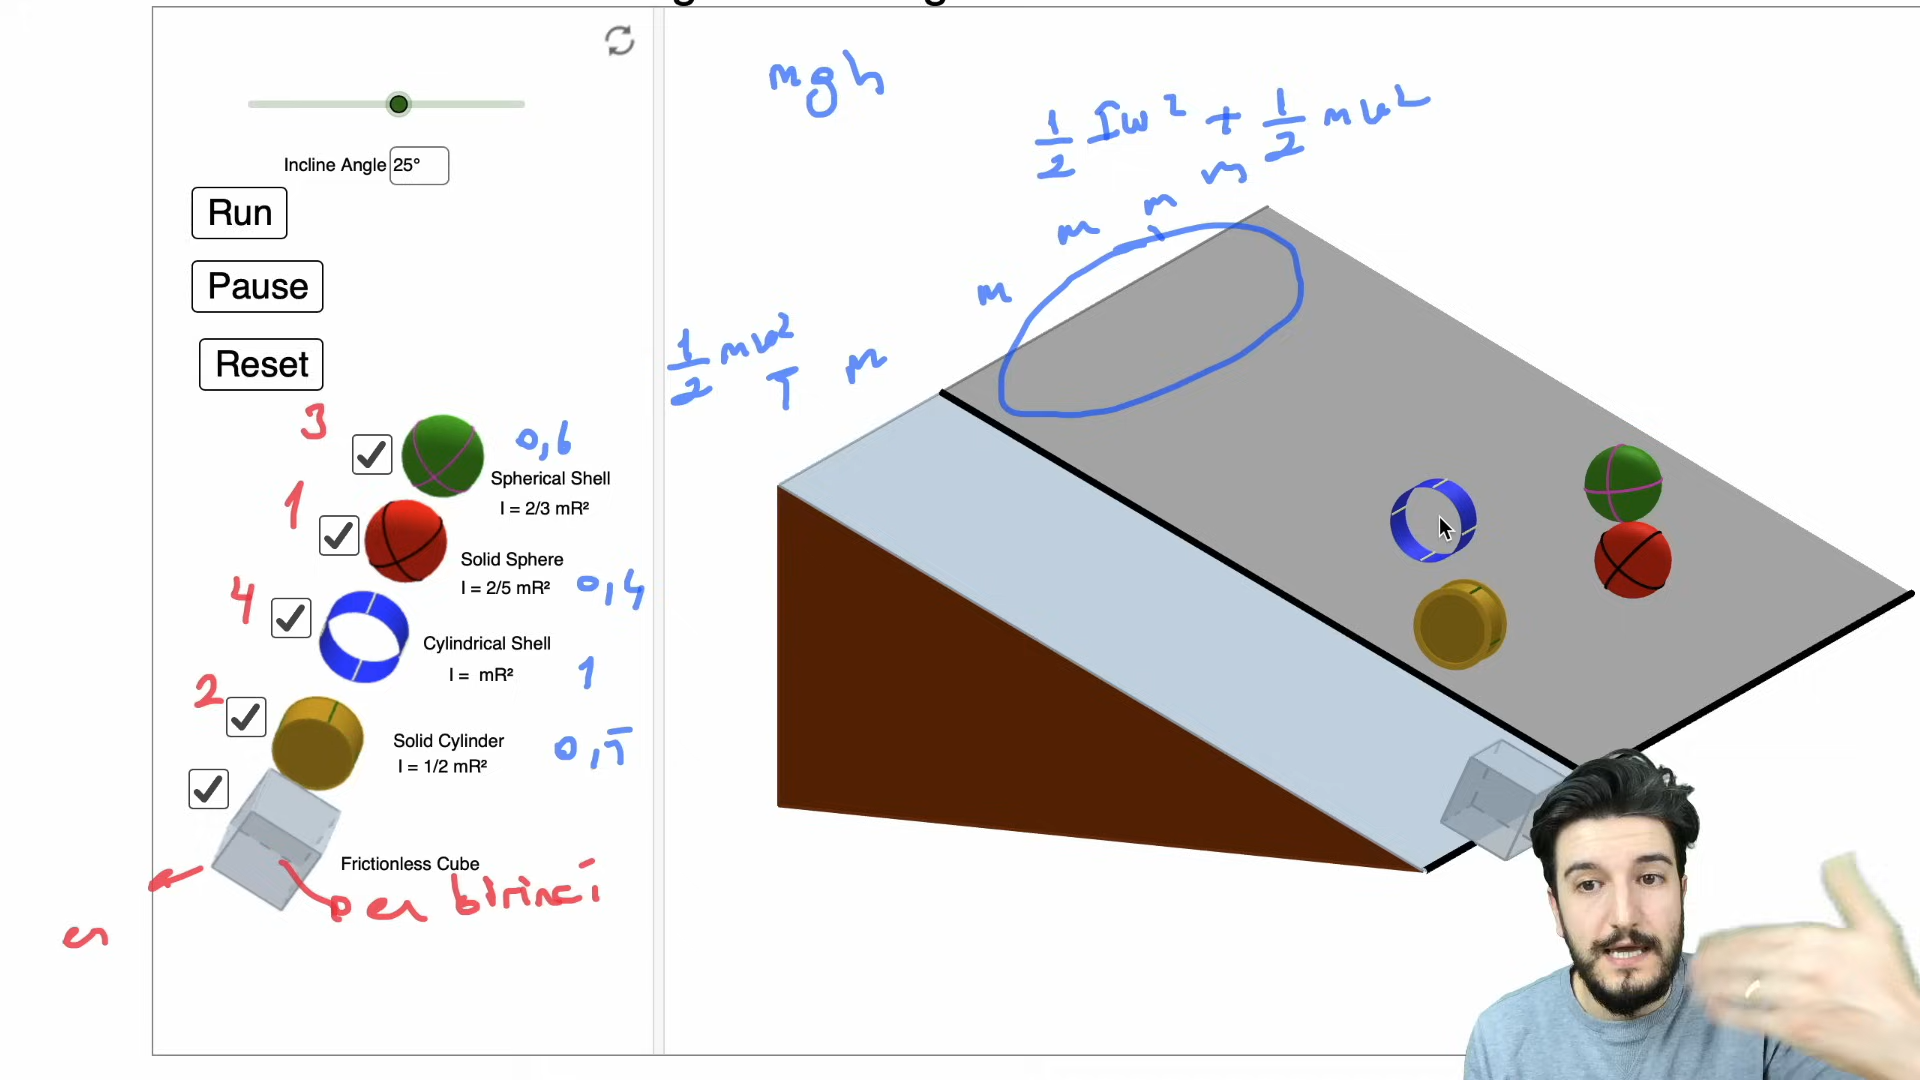 mgh
1/2 Iω² + 1/2 mv²
m
m
m
m
1/2 mv²
m
Incline Angle 25°
Run
Pause
Reset
3
0,6
Spherical Shell
I = 2/3 mR²
1
Solid Sphere
I = 2/5 mR²
0,4
4
Cylindrical Shell
I = mR²
1
2
Solid Cylinder
I = 1/2 mR²
0,5
Frictionless Cube
en birinci
en